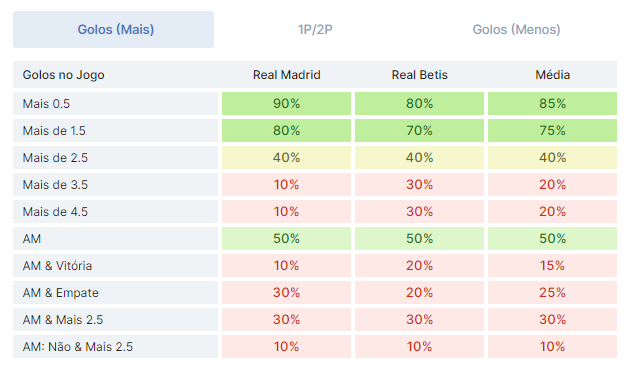 Golos (Mais) 1P/2P Golos (Menos)
Golos no Jogo Real Madrid Real Betis Média
Mais 0.5 90% 80% 85%
Mais de 1.5 80% 70% 75%
Mais de 2.5 40% 40% 40%
Mais de 3.5 10% 30% 20%
Mais de 4.5 10% 30% 20%
AM 50% 50% 50%
AM & Vitória 10% 20% 15%
AM & Empate 30% 20% 25%
AM & Mais 2.5 30% 30% 30%
AM: Não & Mais 2.5 10% 10% 10%